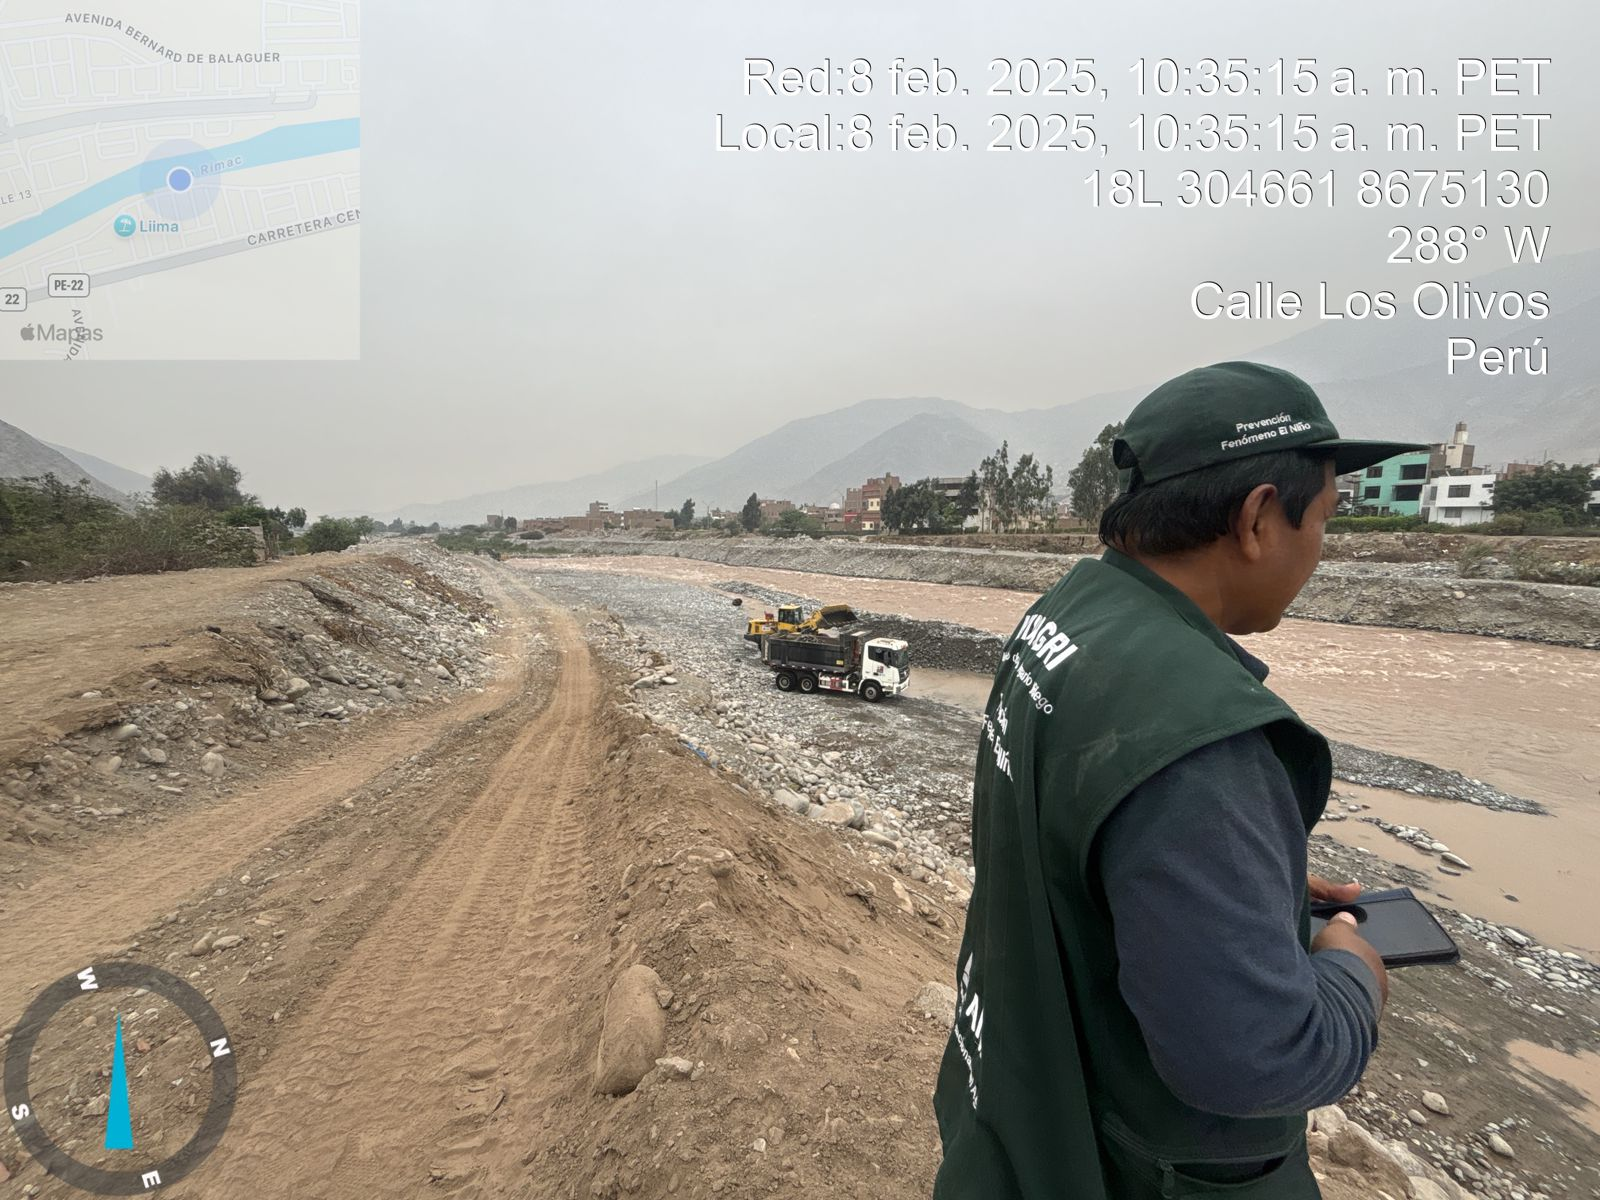 AVENIDA BERNARD DE BALAGUER
Rimac
LE 13
Liima
CARRETERA CEN
PE-22
22
Mapas
Red:8 feb. 2025, 10:35:15 a. m. PET
Local:8 feb. 2025, 10:35:15 a. m. PET
18L 304661 8675130
288° W
Calle Los Olivos
Perú
Prevención
Fenómeno El Niño
Riego
W
N
S
E